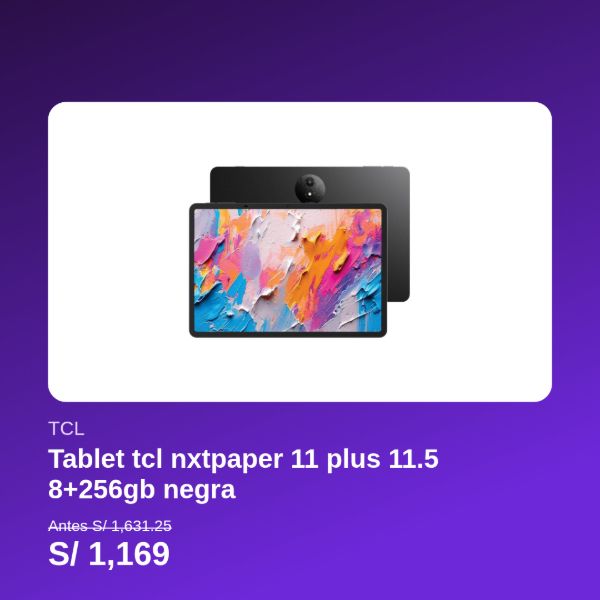 TCL
Tablet tcl nxtpaper 11 plus 11.5
8+256gb negra
Antes S/ 1,631.25
S/ 1,169